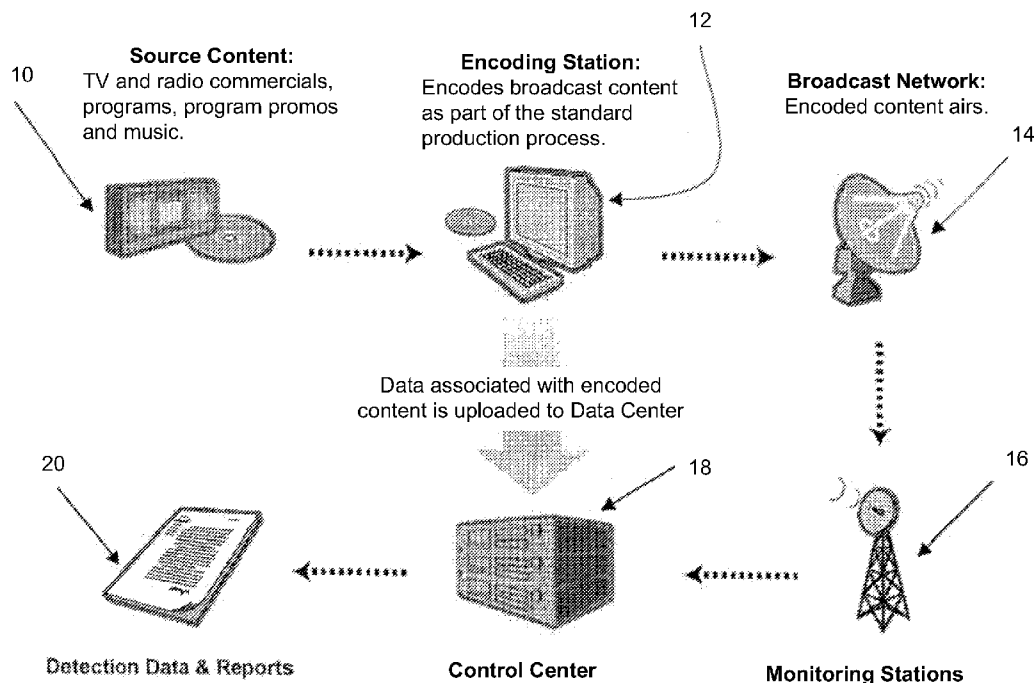 12
10
Source Content:
TV and radio commercials,
programs, program promos
and music.
Encoding Station:
Encodes broadcast content
as part of the standard
production process.
Broadcast Network:
Encoded content airs.
14
Data associated with encoded
content is uploaded to Data Center
20
18
16
Detection Data & Reports
Control Center
Monitoring Stations